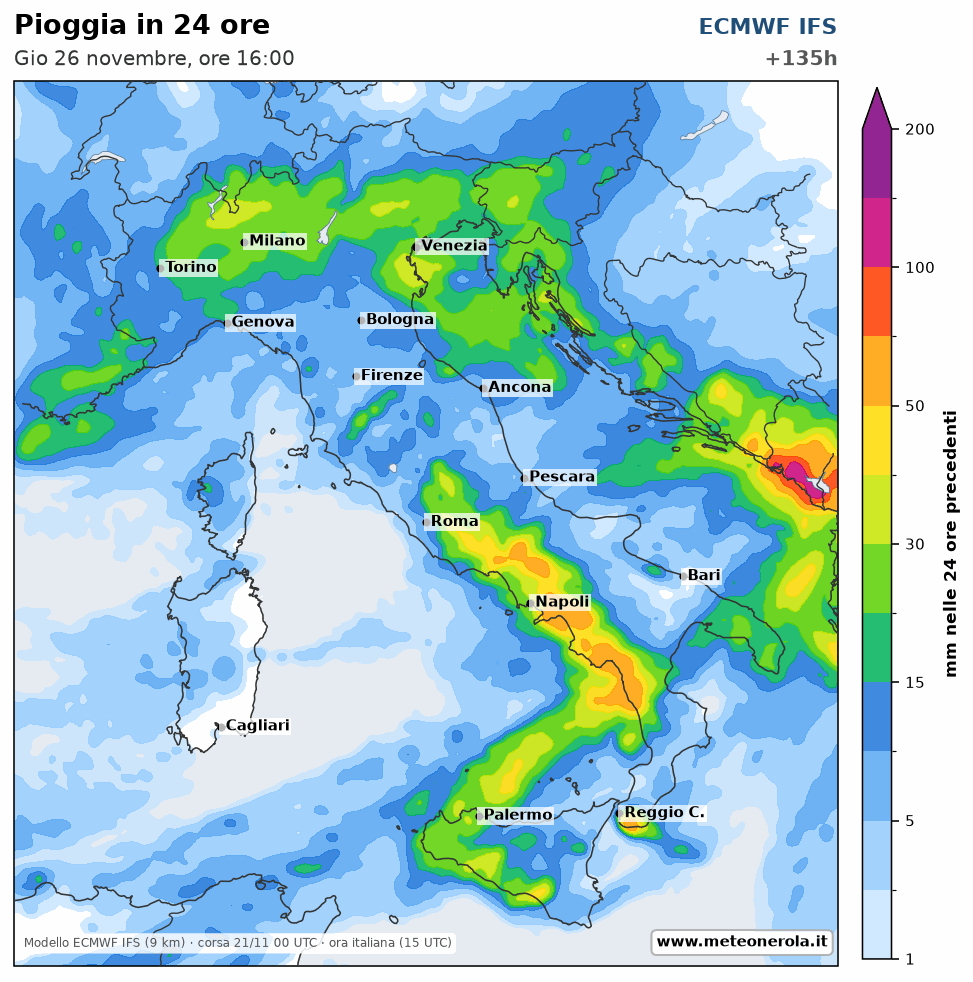 Pioggia in 24 ore
ECMWF IFS
Gio 26 novembre, ore 16:00
+135h
200
100
50
30
15
5
1
mm nelle 24 ore precedenti
Milano
Venezia
Torino
Genova
Bologna
Firenze
Ancona
Pescara
Roma
Bari
Napoli
Cagliari
Palermo
Reggio C.
Modello ECMWF IFS (9 km) · corsa 21/11 00 UTC · ora italiana (15 UTC)
www.meteonerola.it